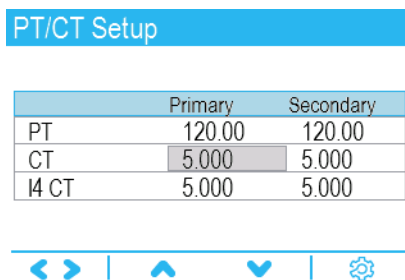 PT/CT Setup
Primary Secondary
PT 120.00 120.00
CT 5.000 5.000
I4 CT 5.000 5.000